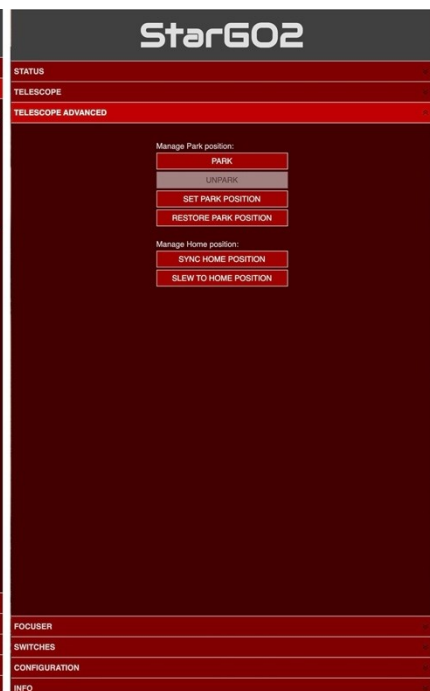 StarGO2
STATUS
TELESCOPE
TELESCOPE ADVANCED
Manage Park position:
PARK
UNPARK
SET PARK POSITION
RESTORE PARK POSITION
Manage Home position:
SYNC HOME POSITION
SLEW TO HOME POSITION
FOCUSER
SWITCHES
CONFIGURATION
INFO